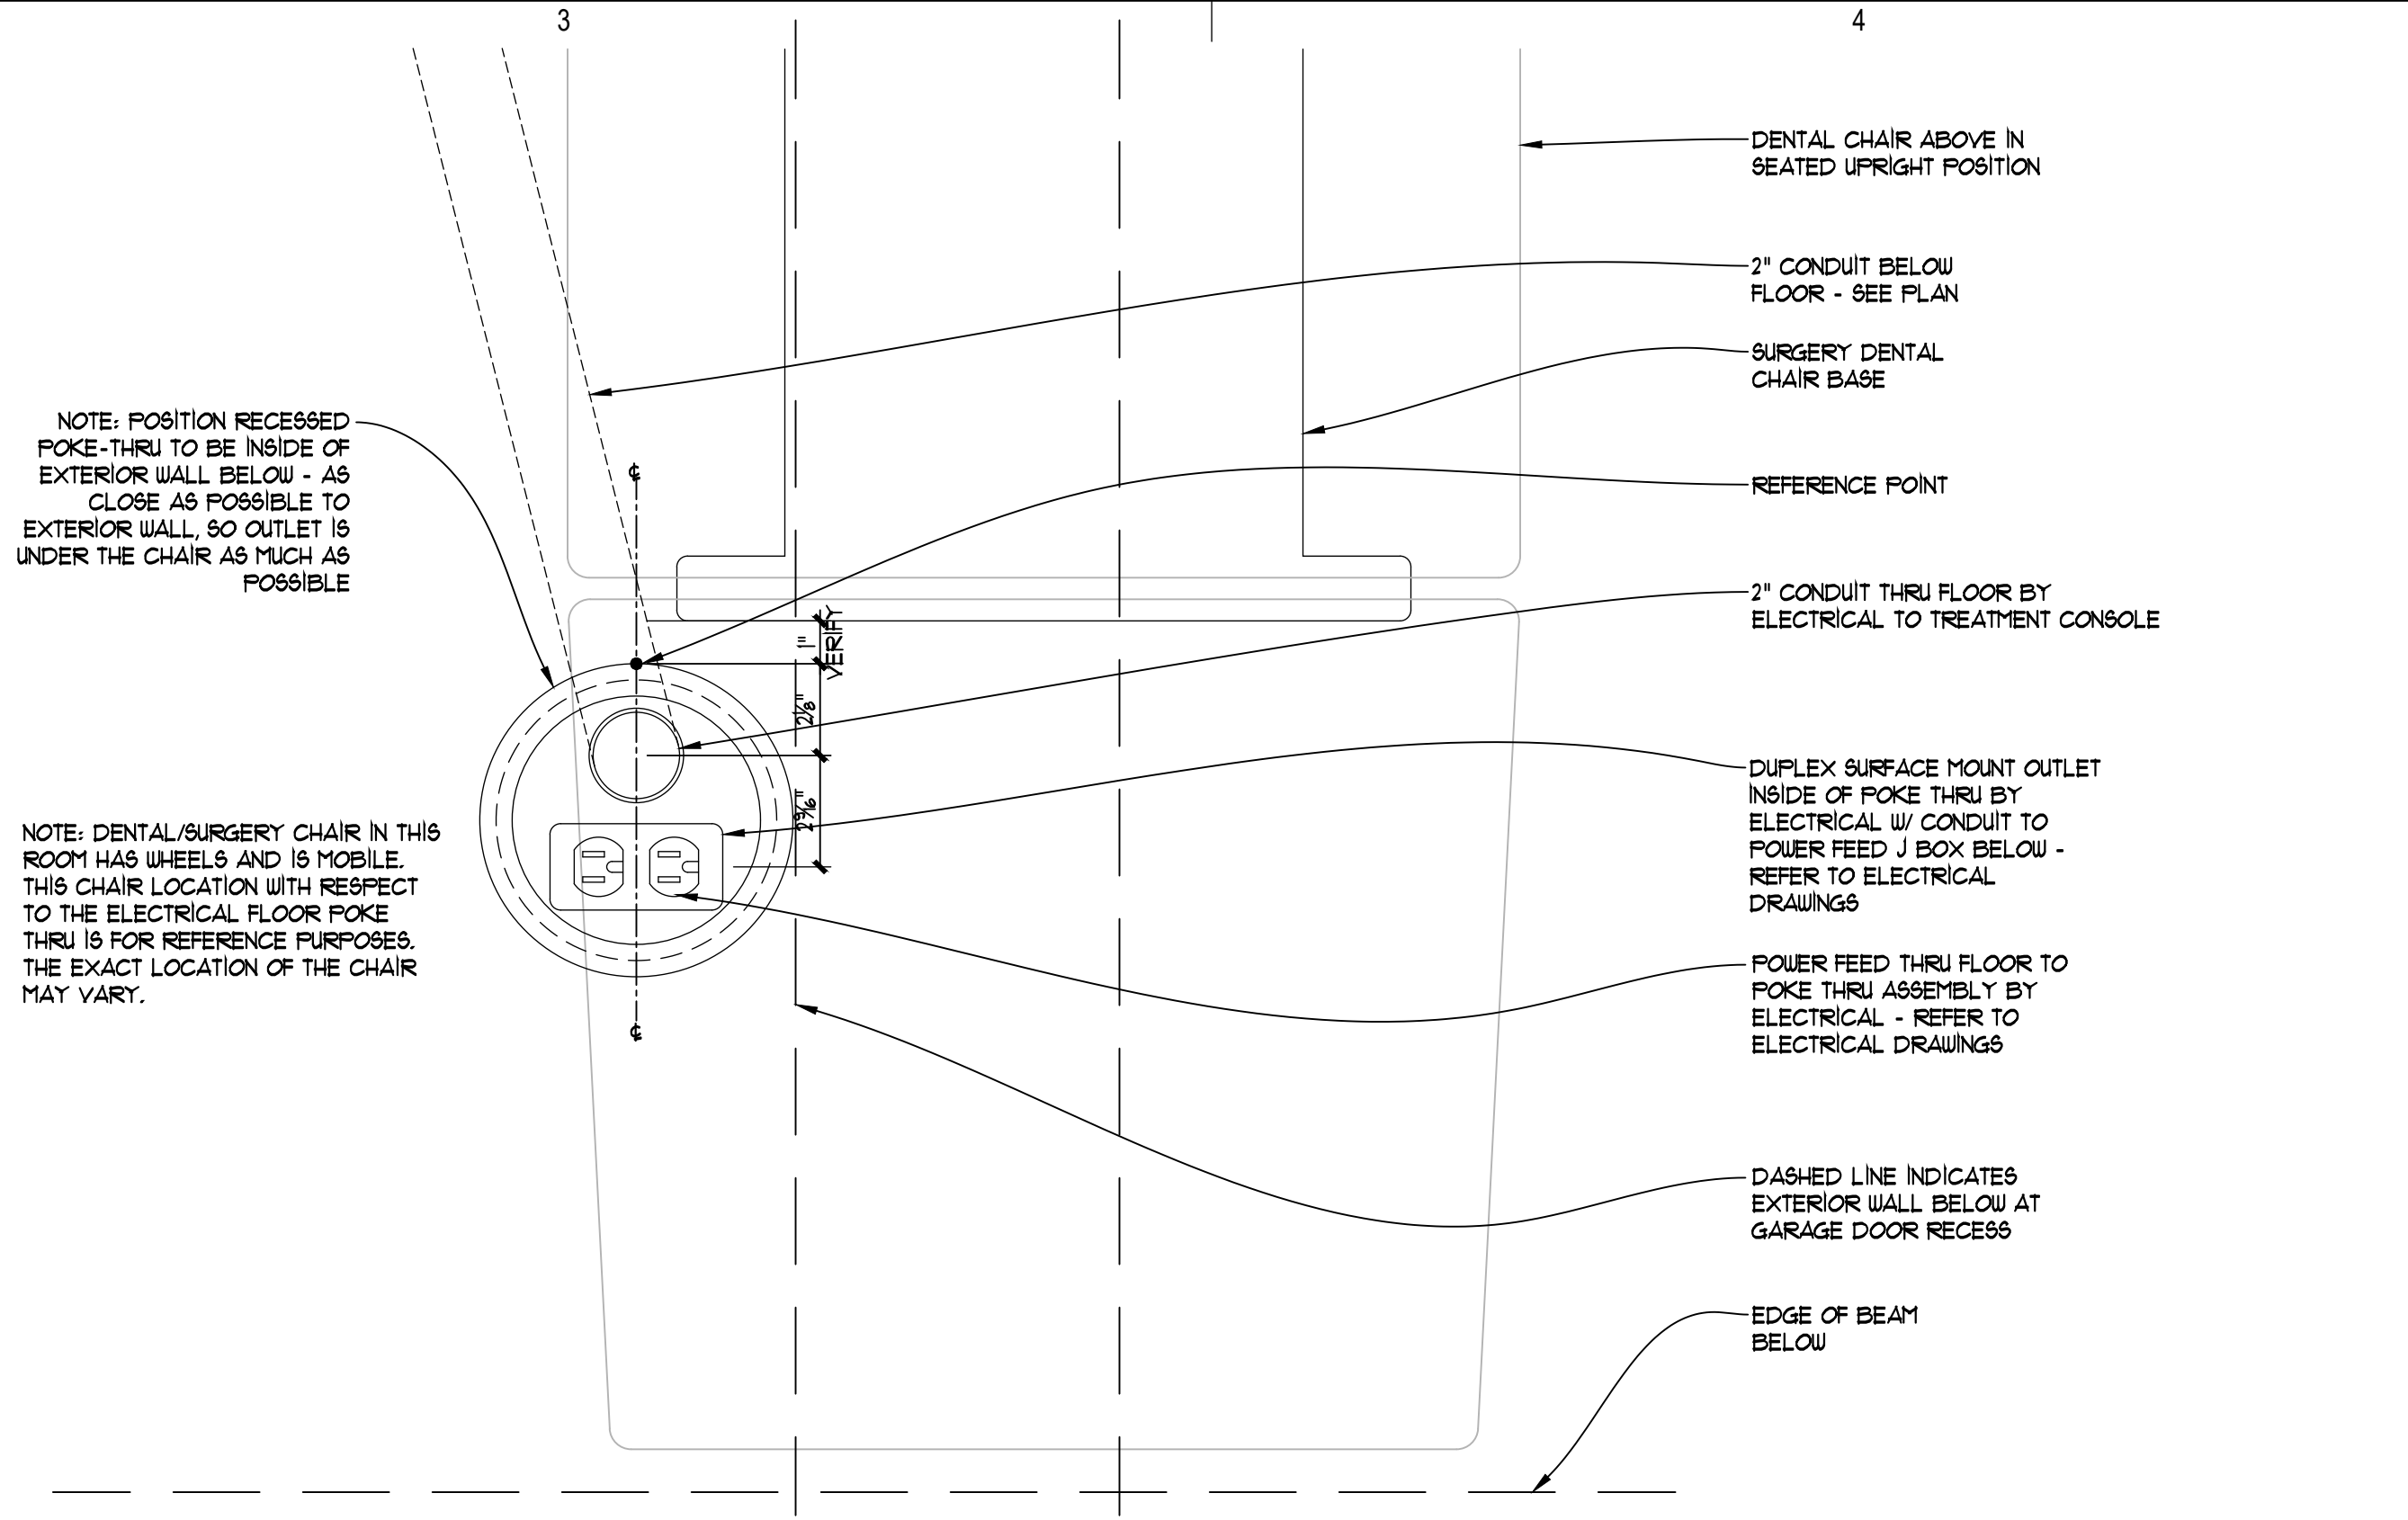 3
4
DENTAL CHAIR ABOVE IN
SEATED UPRIGHT POSITION
2" CONDUIT BELOW
FLOOR - SEE PLAN
SURGERY DENTAL
CHAIR BASE
NOTE: POSITION RECESSED
POKE-THRU TO BE INSIDE OF
EXTERIOR WALL BELOW - AS
CLOSE AS POSSIBLE TO
EXTERIOR WALL, SO OUTLET IS
UNDER THE CHAIR AS MUCH AS
POSSIBLE
REFERENCE POINT
℄
2" CONDUIT THRU FLOOR BY
ELECTRICAL TO TREATMENT CONSOLE
1"
VERIFY
2⅛"
2 9/16"
DUPLEX SURFACE MOUNT OUTLET
INSIDE OF POKE THRU BY
ELECTRICAL W/ CONDUIT TO
POWER FEED J BOX BELOW -
REFER TO ELECTRICAL
DRAWINGS
NOTE: DENTAL/SURGERY CHAIR IN THIS
ROOM HAS WHEELS AND IS MOBILE.
THIS CHAIR LOCATION WITH RESPECT
TO THE ELECTRICAL FLOOR POKE
THRU IS FOR REFERENCE PURPOSES.
THE EXACT LOCATION OF THE CHAIR
MAY VARY.
POWER FEED THRU FLOOR TO
POKE THRU ASSEMBLY BY
ELECTRICAL - REFER TO
ELECTRICAL DRAWINGS
℄
DASHED LINE INDICATES
EXTERIOR WALL BELOW AT
GARAGE DOOR RECESS
EDGE OF BEAM
BELOW